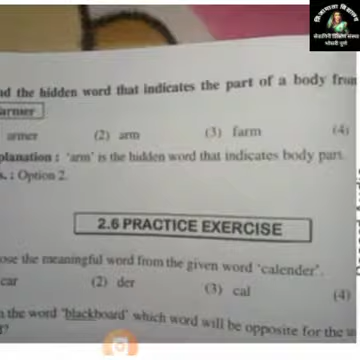 nd the hidden word that indicates the part of a body from
armer
armer (2) arm (3) farm (4)
planation : 'arm' is the hidden word that indicates body part.
s. : Option 2.
2.6 PRACTICE EXERCISE
ose the meaningful word from the given word 'calender'.
car (2) der (3) cal (4)
n the word 'blackboard' which word will be opposite for the w
d?